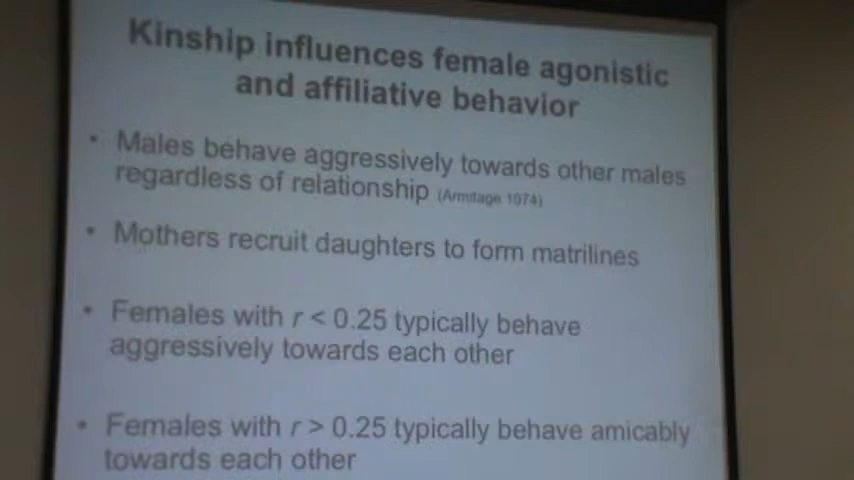 Kinship influences female agonistic
and affiliative behavior
• Males behave aggressively towards other males
regardless of relationship (Armitage 1974)
• Mothers recruit daughters to form matrilines
• Females with r < 0.25 typically behave
aggressively towards each other
• Females with r > 0.25 typically behave amicably
towards each other